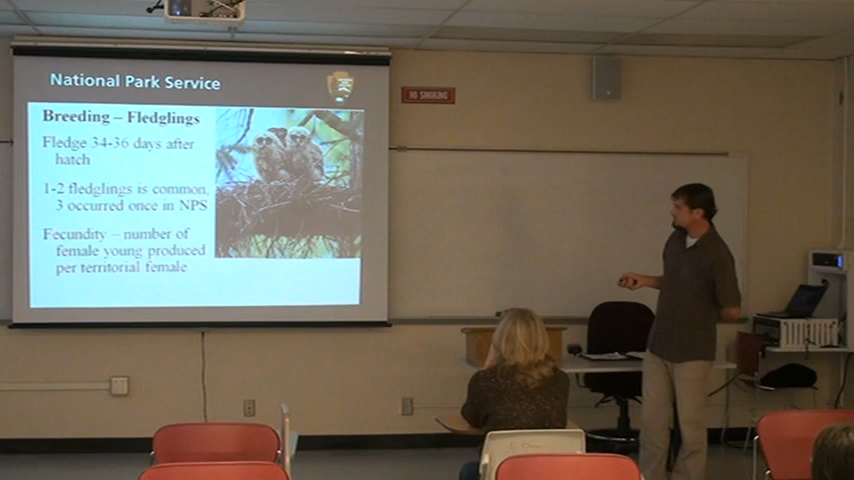 National Park Service
NO SMOKING
Breeding – Fledglings
Fledge 34-36 days after
hatch
1-2 fledglings is common,
3 occurred once in NPS
Fecundity – number of
female young produced
per territorial female